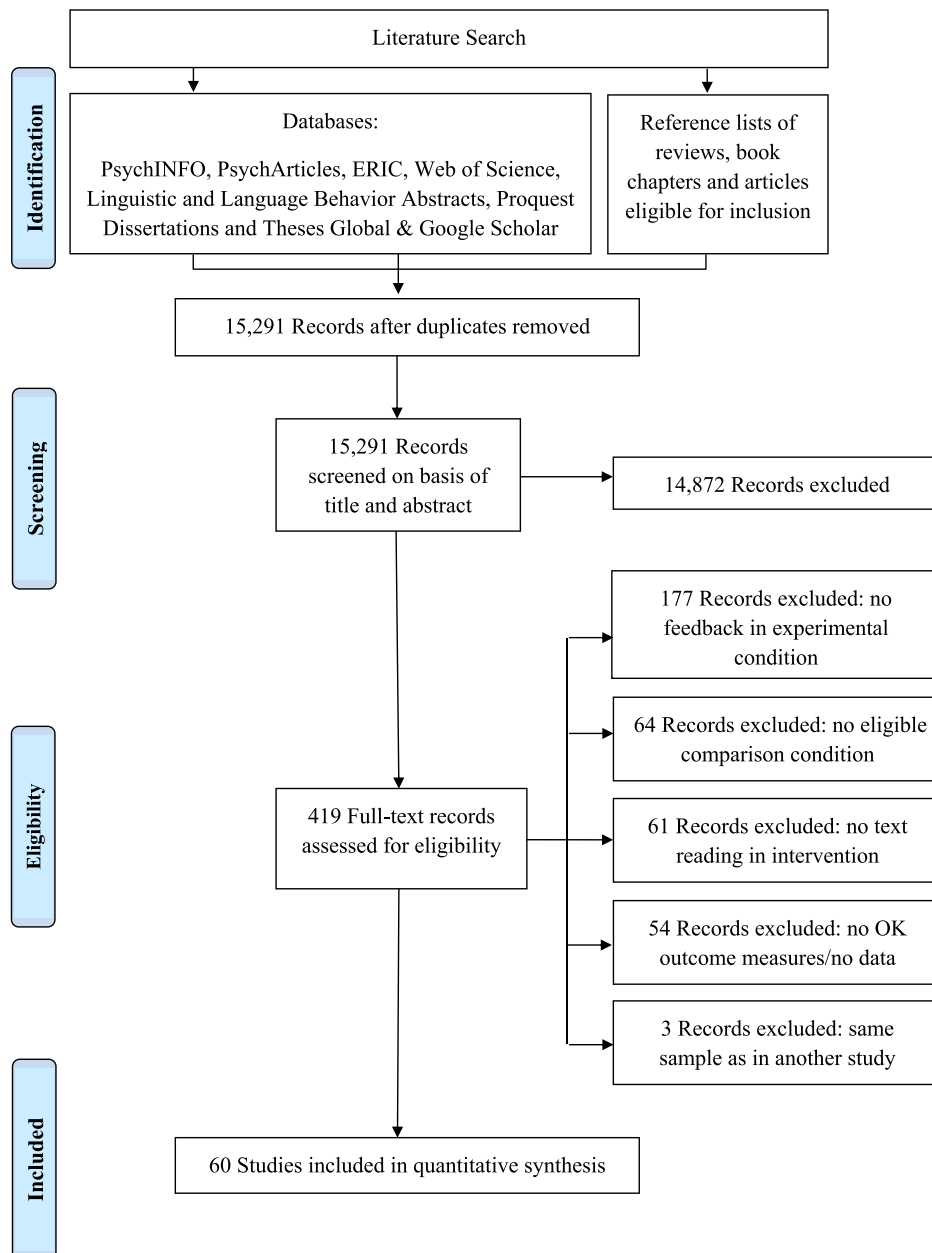 Literature Search
Identification
Databases:
PsychINFO, PsychArticles, ERIC, Web of Science,
Linguistic and Language Behavior Abstracts, Proquest
Dissertations and Theses Global & Google Scholar
Reference lists of
reviews, book
chapters and articles
eligible for inclusion
15,291 Records after duplicates removed
Screening
15,291 Records
screened on basis of
title and abstract
14,872 Records excluded
Eligibility
419 Full-text records
assessed for eligibility
177 Records excluded: no
feedback in experimental
condition
64 Records excluded: no eligible
comparison condition
61 Records excluded: no text
reading in intervention
54 Records excluded: no OK
outcome measures/no data
3 Records excluded: same
sample as in another study
Included
60 Studies included in quantitative synthesis